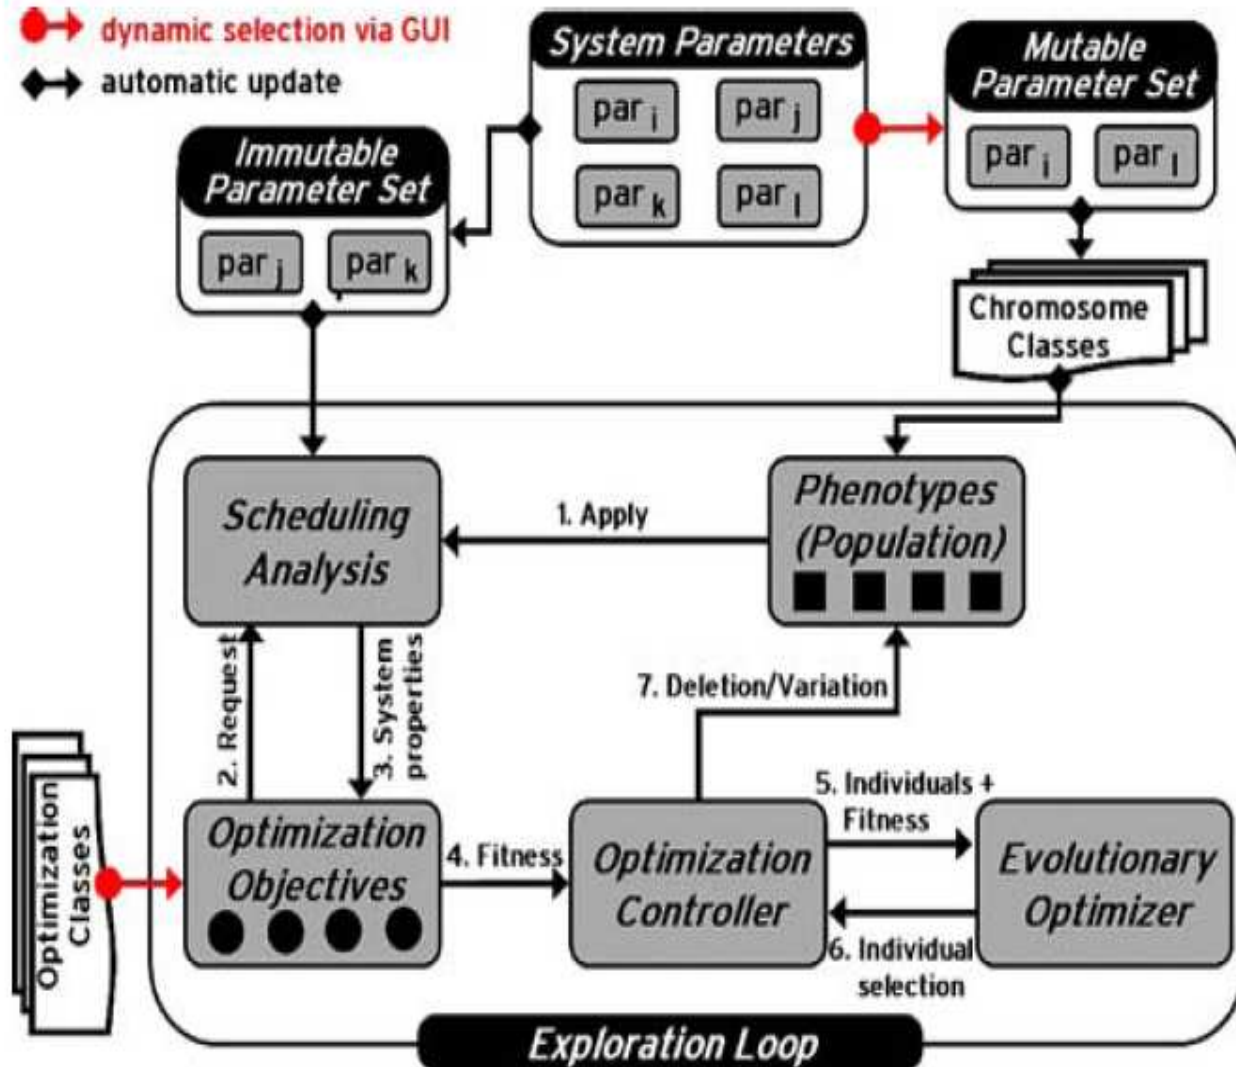 dynamic selection via GUI
automatic update
System Parameters
par i
par j
par k
par l
Mutable
Parameter Set
par i
par l
Immutable
Parameter Set
par j
par k
Chromosome
Classes
Scheduling
Analysis
1. Apply
Phenotypes
(Population)
2. Request
3. System
properties
7. Deletion/Variation
Optimization
Classes
Optimization
Objectives
4. Fitness
Optimization
Controller
5. Individuals +
Fitness
6. Individual
selection
Evolutionary
Optimizer
Exploration Loop